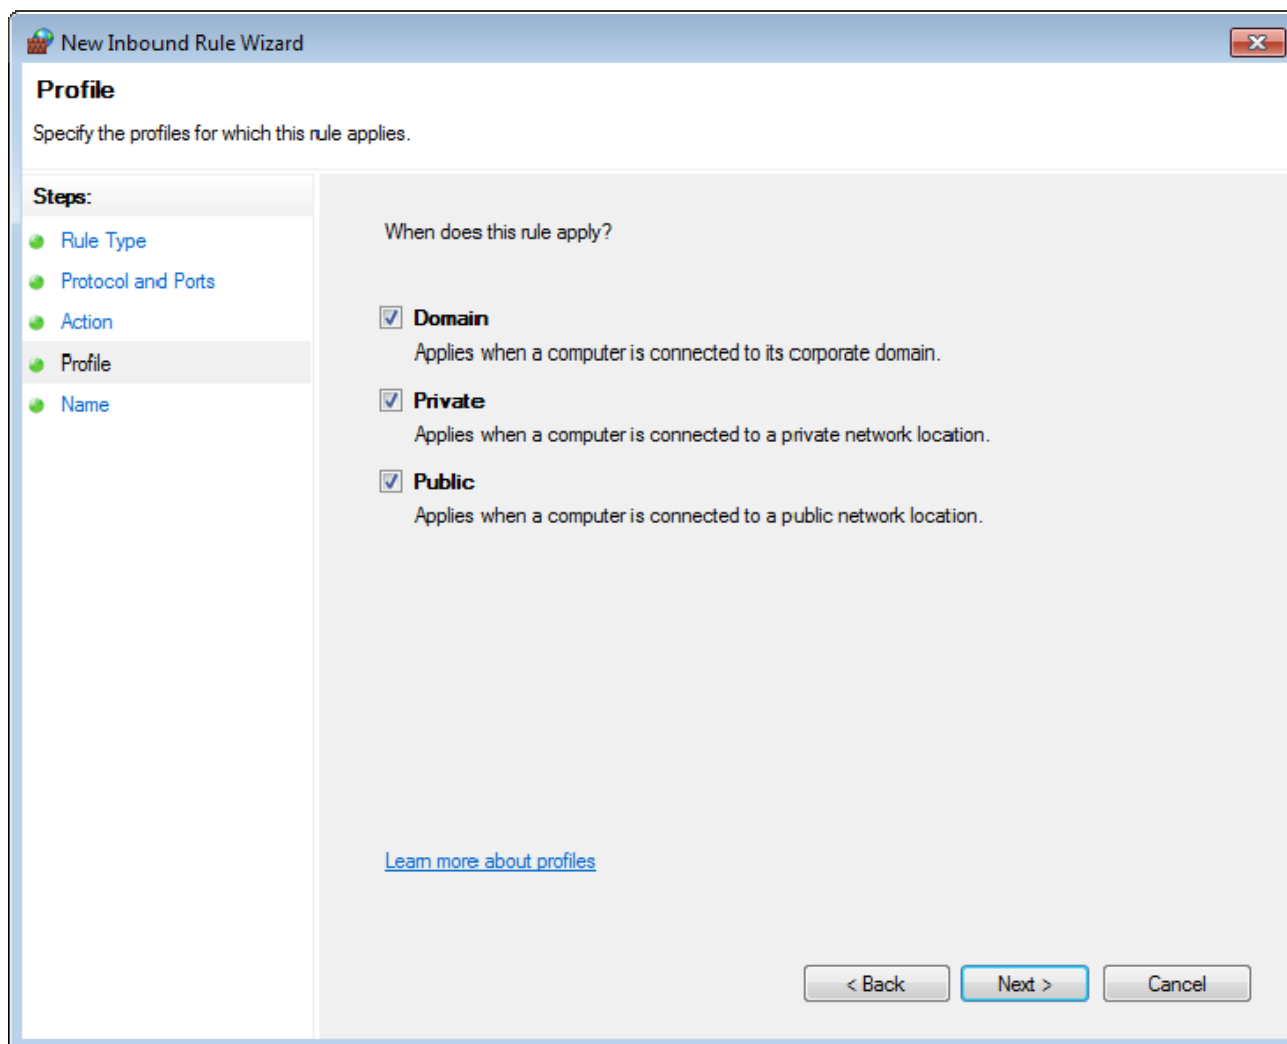 New Inbound Rule Wizard
Profile
Specify the profiles for which this rule applies.
Steps:
Rule Type
Protocol and Ports
Action
Profile
Name
When does this rule apply?
Domain
Applies when a computer is connected to its corporate domain.
Private
Applies when a computer is connected to a private network location.
Public
Applies when a computer is connected to a public network location.
Learn more about profiles
< Back
Next >
Cancel